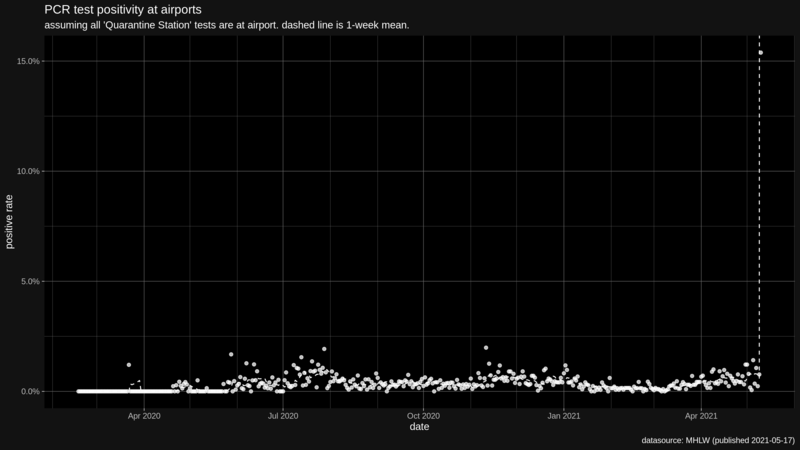 PCR test positivity at airports
assuming all 'Quarantine Station' tests are at airport. dashed line is 1-week mean.
15.0%
10.0%
positive rate
5.0%
0.0%
Apr 2020 Jul 2020 Oct 2020 Jan 2021 Apr 2021
date
datasource: MHLW (published 2021-05-17)